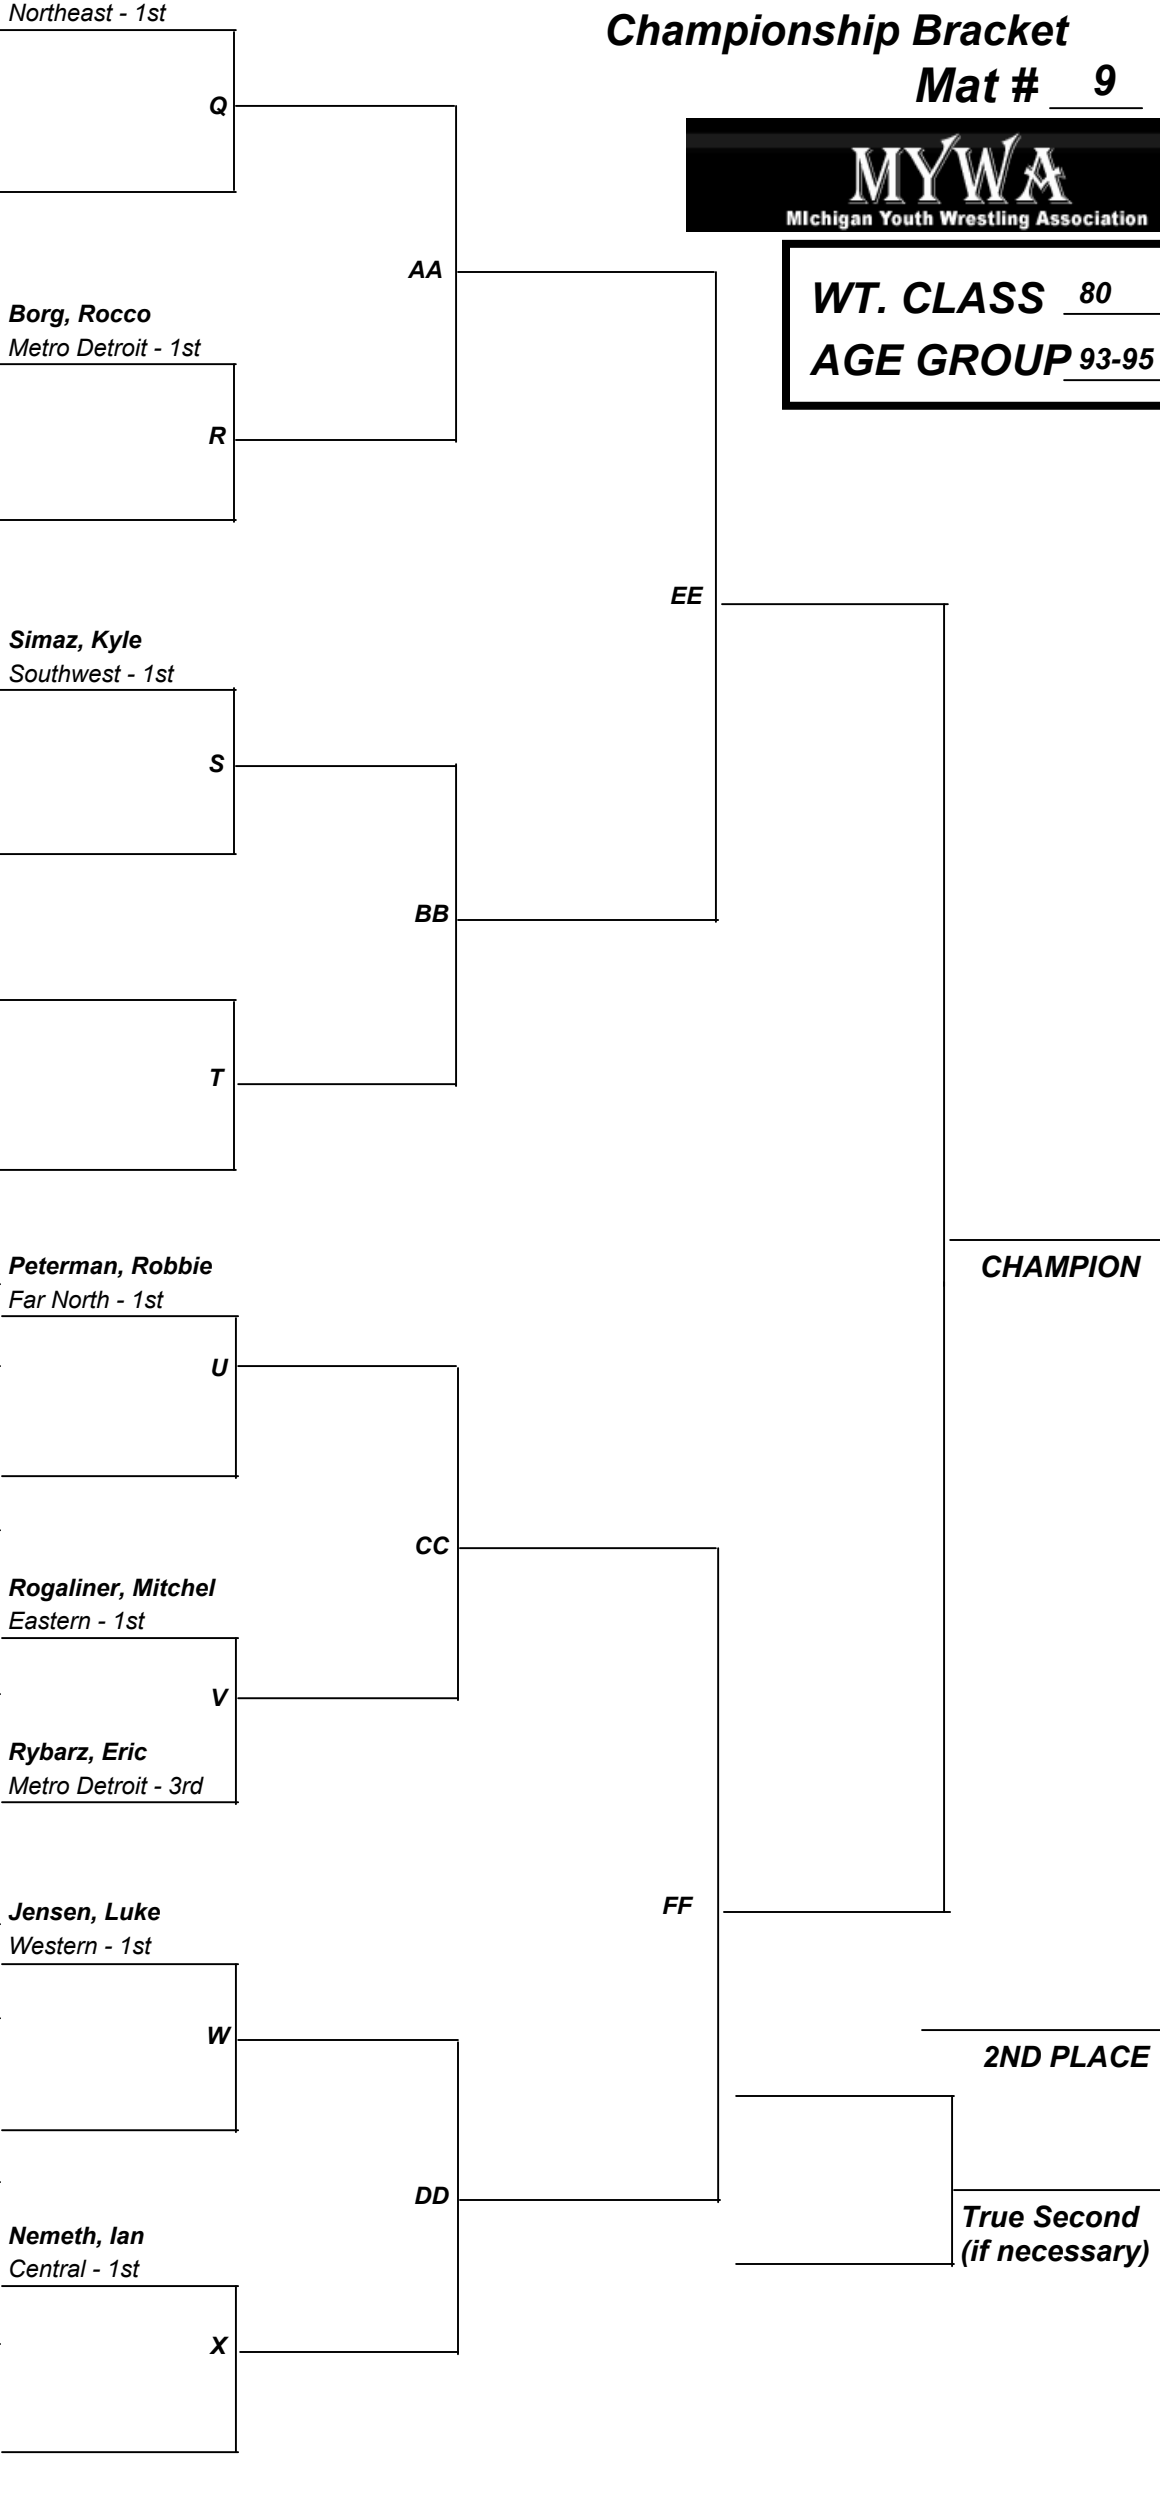 Northeast - 1st
Championship Bracket
Mat # 9
Q
MYWA
MIchigan Youth Wrestling Association
AA
WT. CLASS 80
Borg, Rocco
Metro Detroit - 1st
AGE GROUP 93-95
R
EE
Simaz, Kyle
Southwest - 1st
S
BB
T
Peterman, Robbie
CHAMPION
Far North - 1st
U
CC
Rogaliner, Mitchel
Eastern - 1st
V
Rybarz, Eric
Metro Detroit - 3rd
FF
Jensen, Luke
Western - 1st
W
2ND PLACE
DD
True Second
(if necessary)
Nemeth, Ian
Central - 1st
X